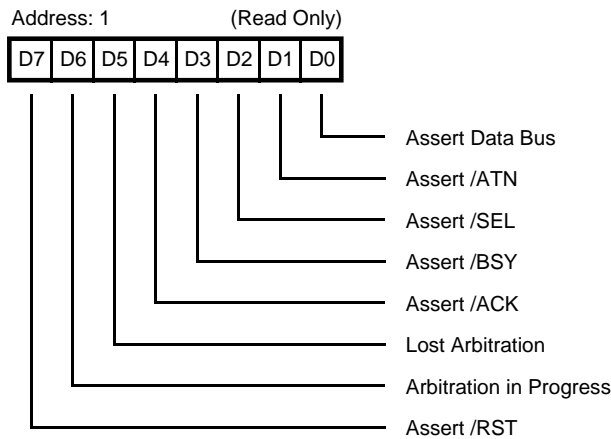 Address: 1 (Read Only)
D7 D6 D5 D4 D3 D2 D1 D0
Assert Data Bus
Assert /ATN
Assert /SEL
Assert /BSY
Assert /ACK
Lost Arbitration
Arbitration in Progress
Assert /RST